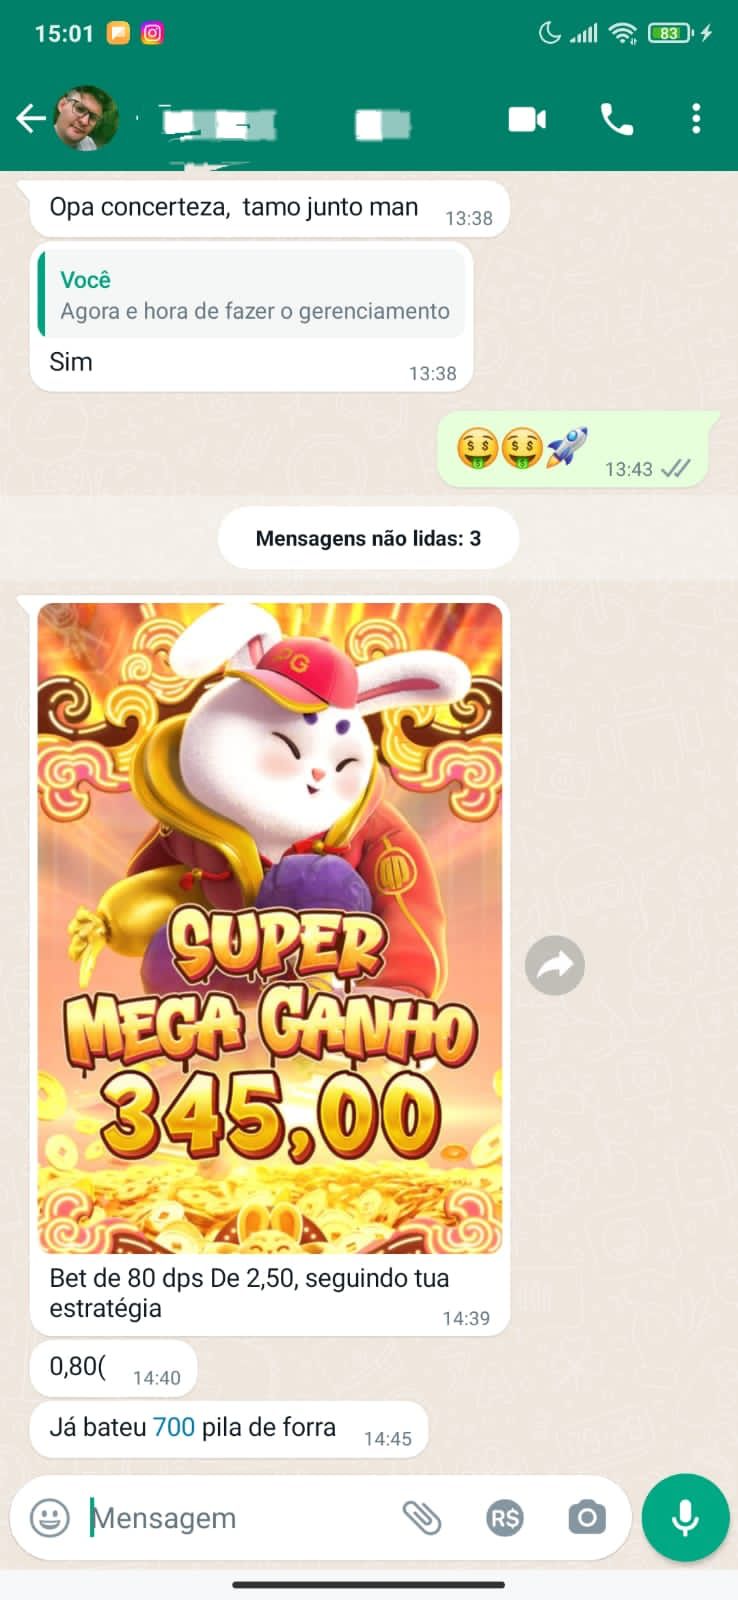 15:01
83
Opa concerteza, tamo junto man
13:38
Você
Agora e hora de fazer o gerenciamento
Sim
13:38
13:43
Mensagens não lidas: 3
PG
SUPER
MEGA GANHO
345,00
Bet de 80 dps De 2,50, seguindo tua
estratégia
14:39
0,80(
14:40
Já bateu 700 pila de forra
14:45
Mensagem
R$